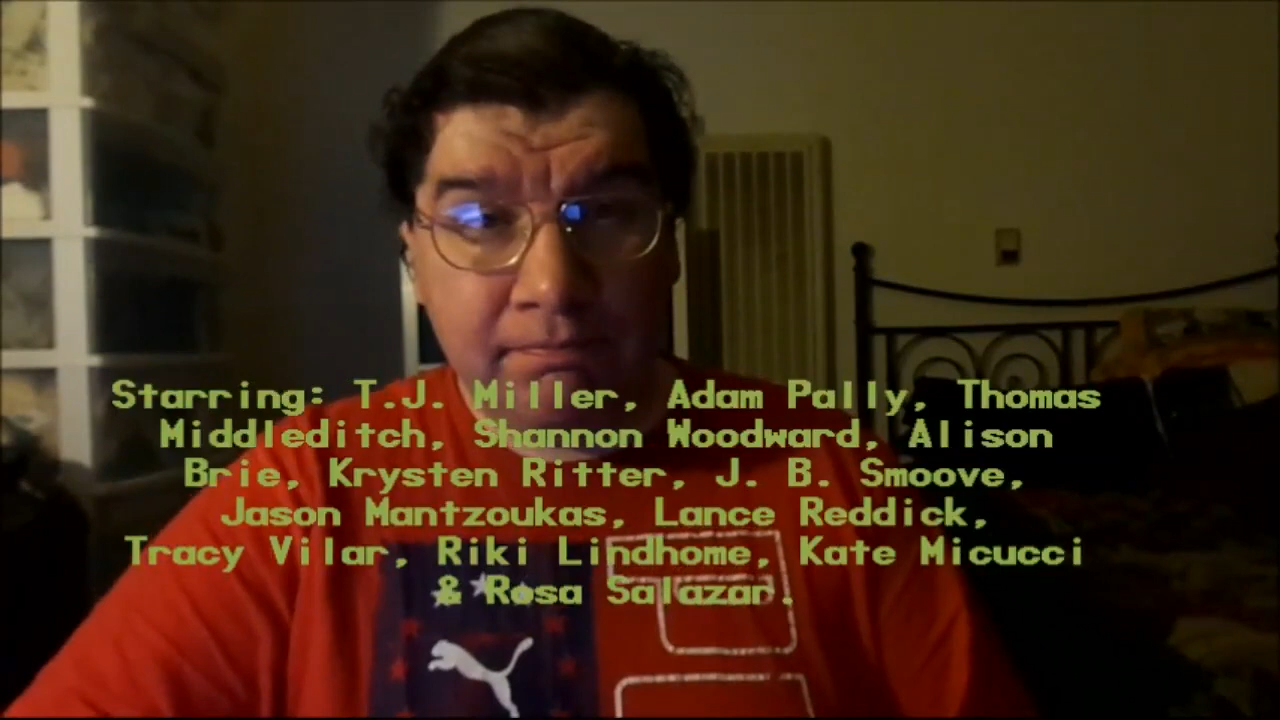 Starring: T.J. Miller, Adam Pally, Thomas
Middleditch, Shannon Woodward, Alison
Brie, Krysten Ritter, J. B. Smoove,
Jason Mantzoukas, Lance Reddick,
Tracy Vilar, Riki Lindhome, Kate Micucci
& Rosa Salazar.